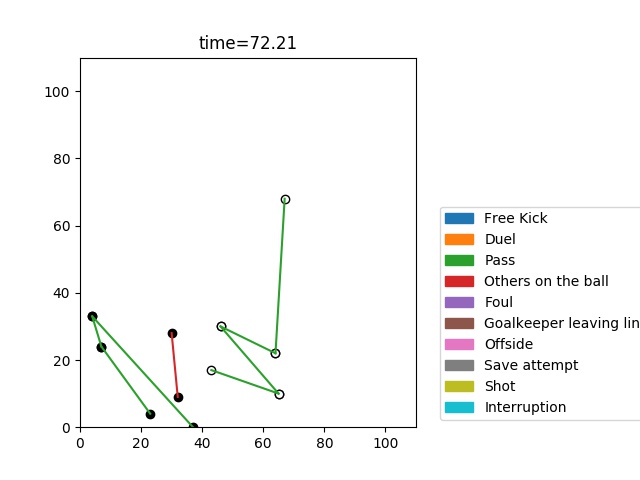 time=72.21
100
80
60
40
20
0
0 20 40 60 80 100
Free Kick
Duel
Pass
Others on the ball
Foul
Goalkeeper leaving lin
Offside
Save attempt
Shot
Interruption